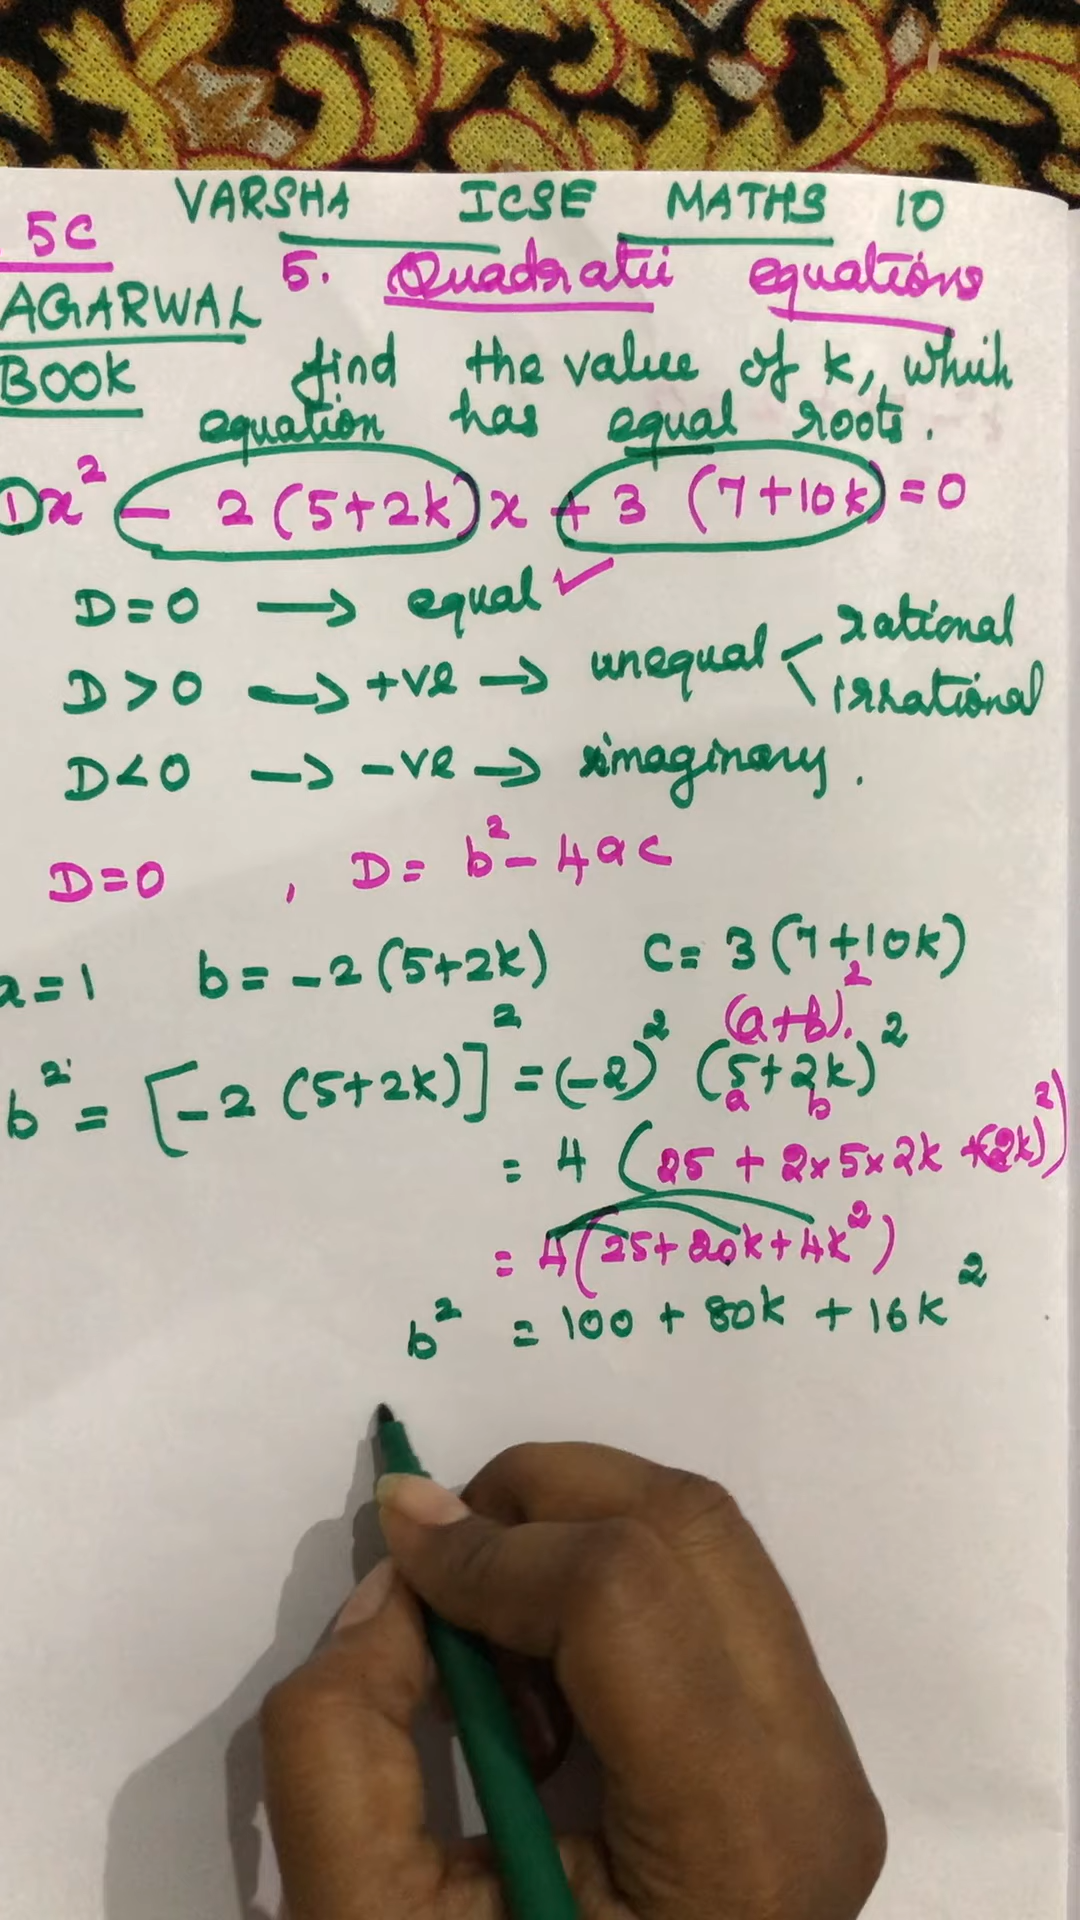 VARSHA ICSE MATHS 10
5C
5. Quadratic equations
AGARWAL
BOOK
find the value of k, which
equation has equal roots.
1) x² - 2 (5+2k) x + 3 (7+10k) = 0
D=0 → equal ✓
D>0 → +ve → unequal < rational
irrational
D<0 → -ve → imaginary.
D=0 , D= b²-4ac
a=1 b= -2(5+2k) c= 3(7+10k)
(a+b)².
b² = [-2 (5+2k)]² = (-2)² (5+2k)²
a b
= 4 (25 + 2×5×2k +(2k)²)
= 4(25+20k+4k²)
b² = 100 + 80k + 16k²